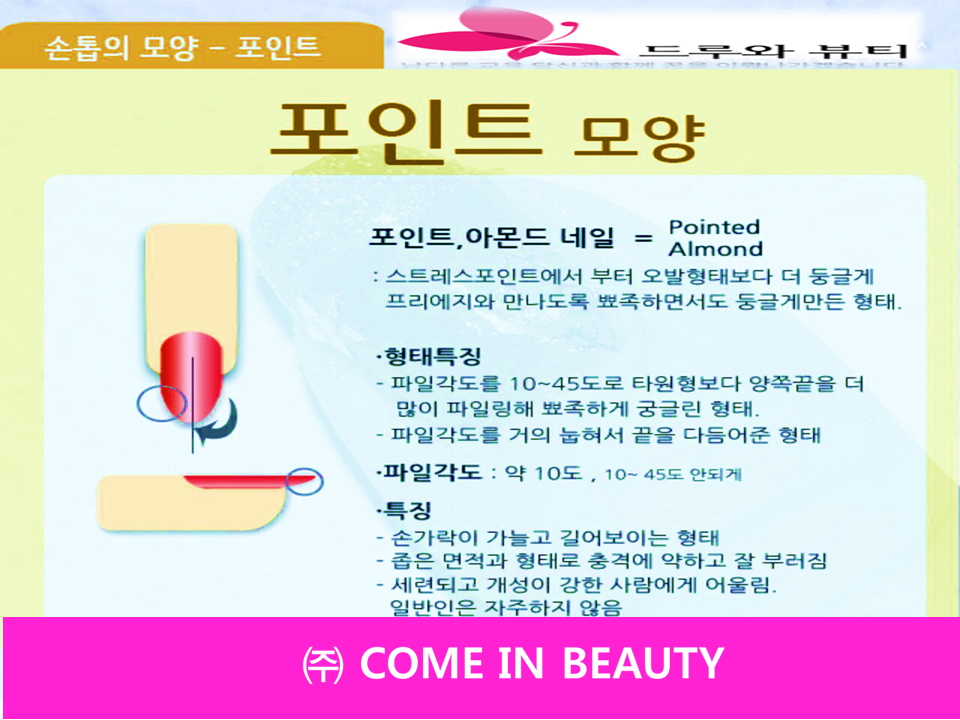 손톱의 모양 - 포인트
드루와 뷰티
포인트 모양
포인트,아몬드 네일 = Pointed
Almond
: 스트레스포인트에서 부터 오발형태보다 더 둥글게
프리에지와 만나도록 뾰족하면서도 둥글게만든 형태.
·형태특징
- 파일각도를 10~45도로 타원형보다 양쪽끝을 더
많이 파일링해 뾰족하게 궁글린 형태.
- 파일각도를 거의 눕혀서 끝을 다듬어준 형태
·파일각도 : 약 10도 , 10~ 45도 안되게
·특징
- 손가락이 가늘고 길어보이는 형태
- 좁은 면적과 형태로 충격에 약하고 잘 부러짐
- 세련되고 개성이 강한 사람에게 어울림.
일반인은 자주하지 않음
㈜ COME IN BEAUTY